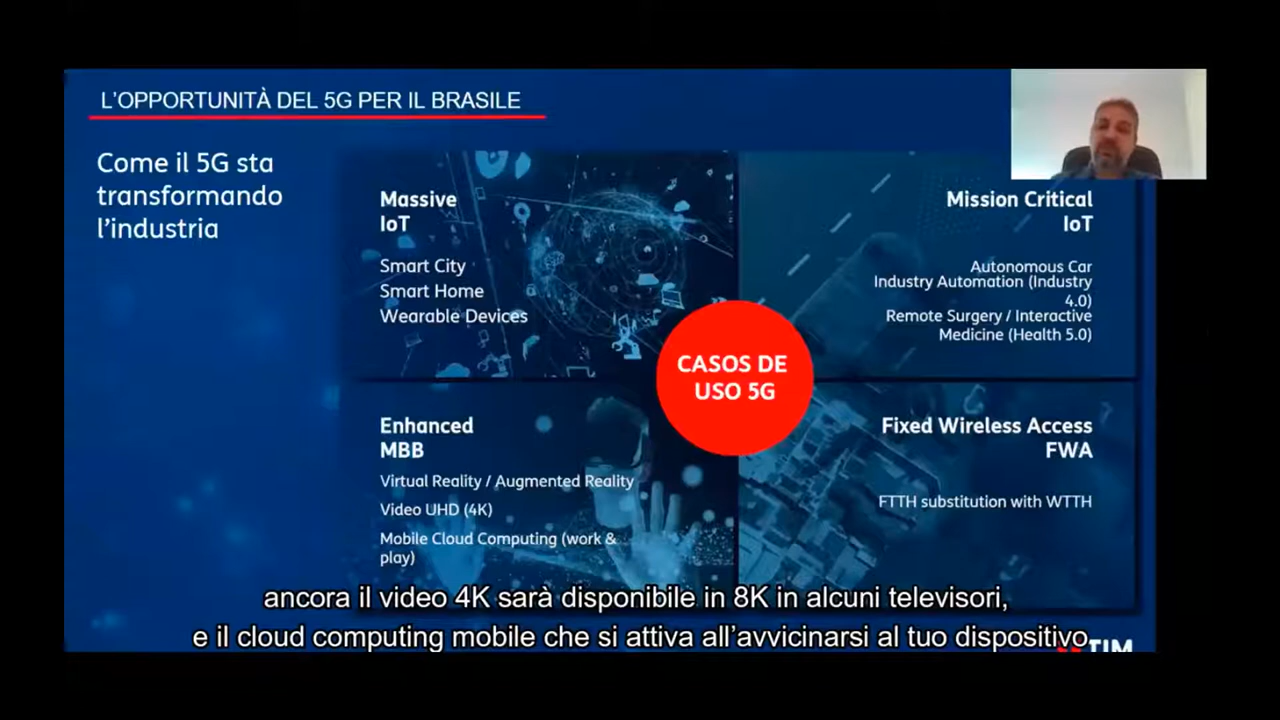 L'OPPORTUNITÀ DEL 5G PER IL BRASILE
Come il 5G sta
transformando
l'industria
Massive
IoT
Smart City
Smart Home
Wearable Devices
Mission Critical
IoT
Autonomous Car
Industry Automation (Industry
4.0)
Remote Surgery / Interactive
Medicine (Health 5.0)
CASOS DE
USO 5G
Enhanced
MBB
Virtual Reality / Augmented Reality
Video UHD (4K)
Mobile Cloud Computing (work &
play)
Fixed Wireless Access
FWA
FTTH substitution with WTTH
ancora il video 4K sarà disponibile in 8K in alcuni televisori,
e il cloud computing mobile che si attiva all'avvicinarsi al tuo dispositivo
TIM